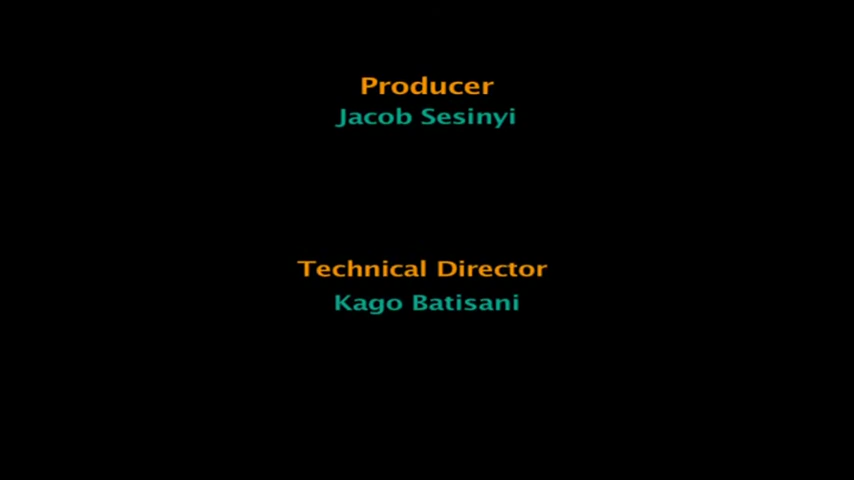 Producer
Jacob Sesinyi
Technical Director
Kago Batisani